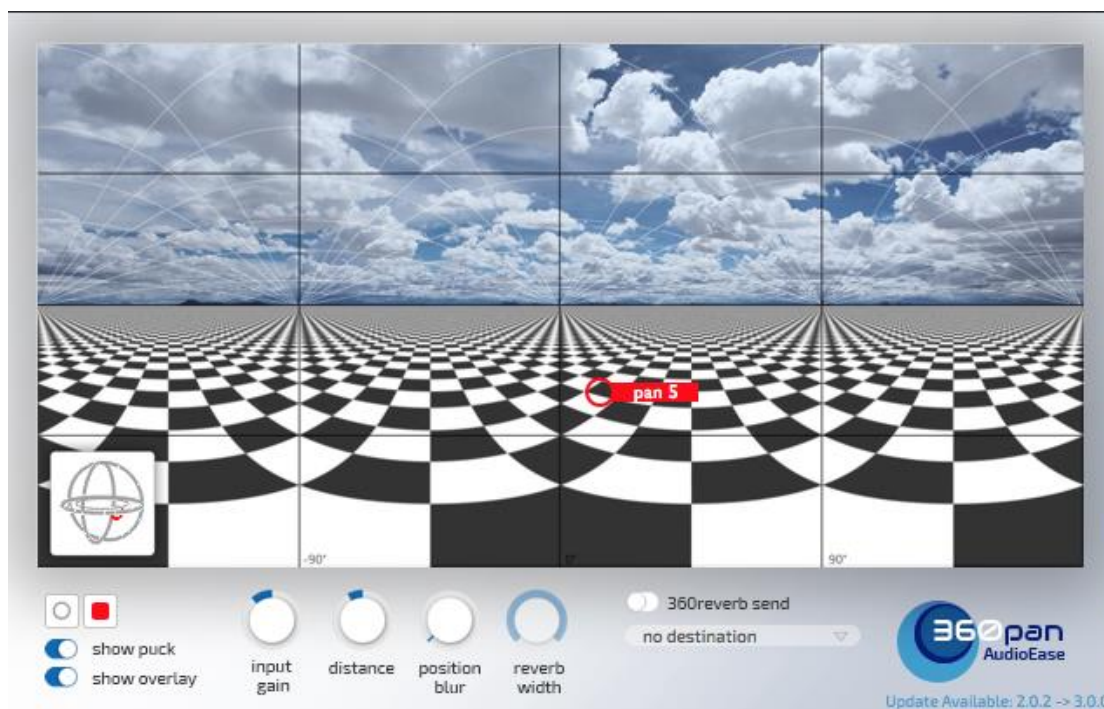 pan 5
-90°
0°
90°
show puck
show overlay
input
gain
distance
position
blur
reverb
width
360reverb send
no destination
360pan
AudioEase
Update Available: 2.0.2 -> 3.0.0